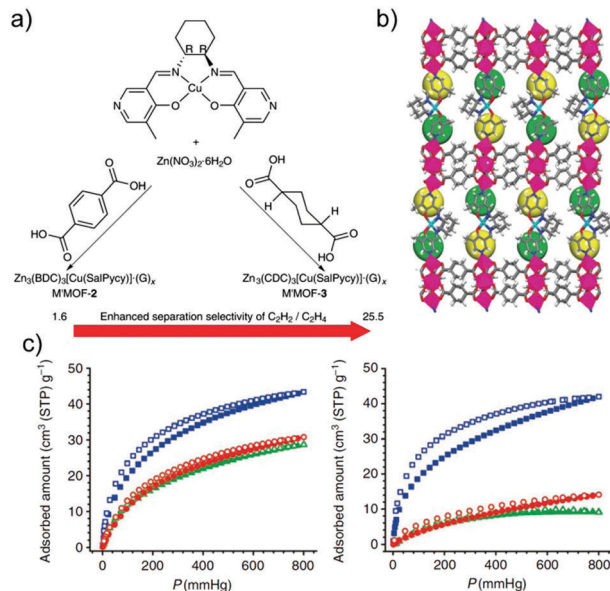 a)
b)
R R
N N
Cu
N O O N
+
Zn(NO3)2·6H2O
O OH
HO O
O OH
H H
HO O
Zn3(BDC)3[Cu(SalPycy)]·(G)x
M'MOF-2
Zn3(CDC)3[Cu(SalPycy)]·(G)x
M'MOF-3
1.6 Enhanced separation selectivity of C2H2 / C2H4 25.5
c)
Adsorbed amount (cm3 (STP) g-1)
50
40
30
20
10
0
0 200 400 600 800
P (mmHg)
Adsorbed amount (cm3 (STP) g-1)
50
40
30
20
10
0
0 200 400 600 800
P (mmHg)